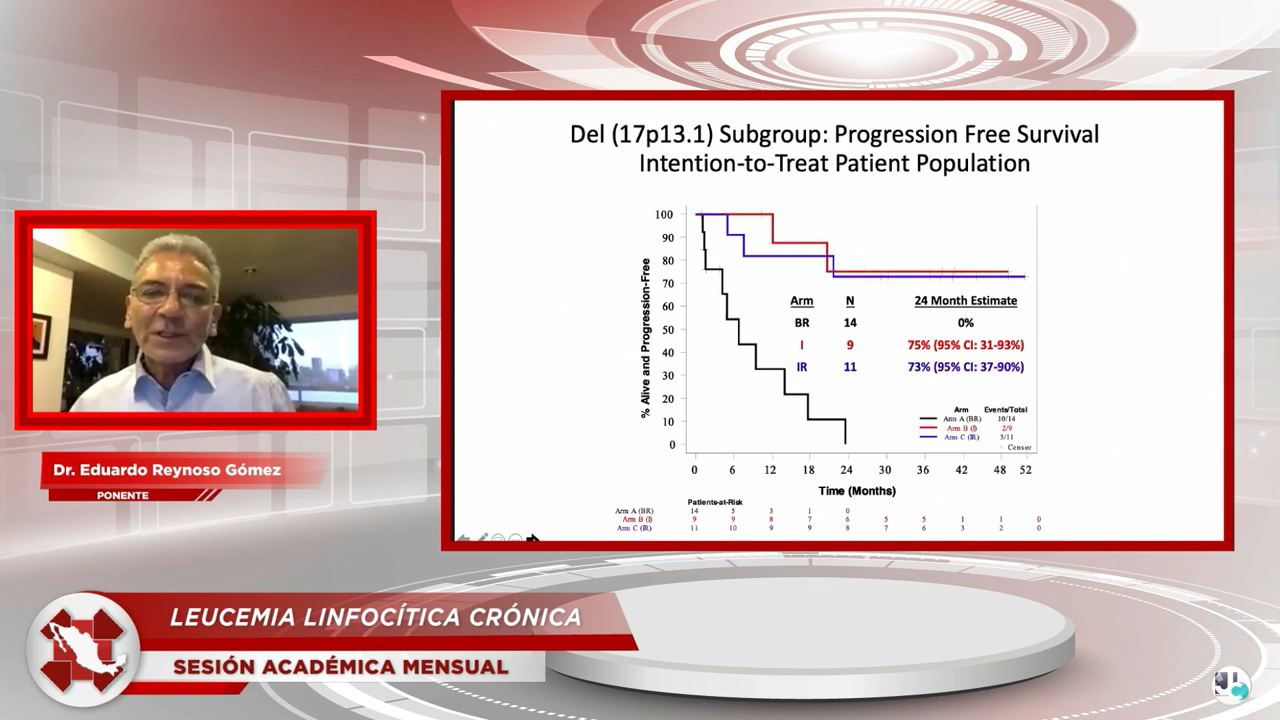 Del (17p13.1) Subgroup: Progression Free Survival
Intention-to-Treat Patient Population
% Alive and Progression-Free
100
90
80
70
60
50
40
30
20
10
0
Arm N 24 Month Estimate
BR 14 0%
I 9 75% (95% CI: 31-93%)
IR 11 73% (95% CI: 37-90%)
Arm Events/Total
Arm A (BR) 10/14
Arm B (I) 2/9
Arm C (IR) 3/11
Censor
0 6 12 18 24 30 36 42 48 52
Time (Months)
Patients-at-Risk
Arm A (BR) 14 5 3 1 0
Arm B (I) 9 9 8 7 6 5 5 1 1 0
Arm C (IR) 11 10 9 9 8 7 6 3 2 0
Dr. Eduardo Reynoso Gómez
PONENTE
LEUCEMIA LINFOCÍTICA CRÓNICA
SESIÓN ACADÉMICA MENSUAL